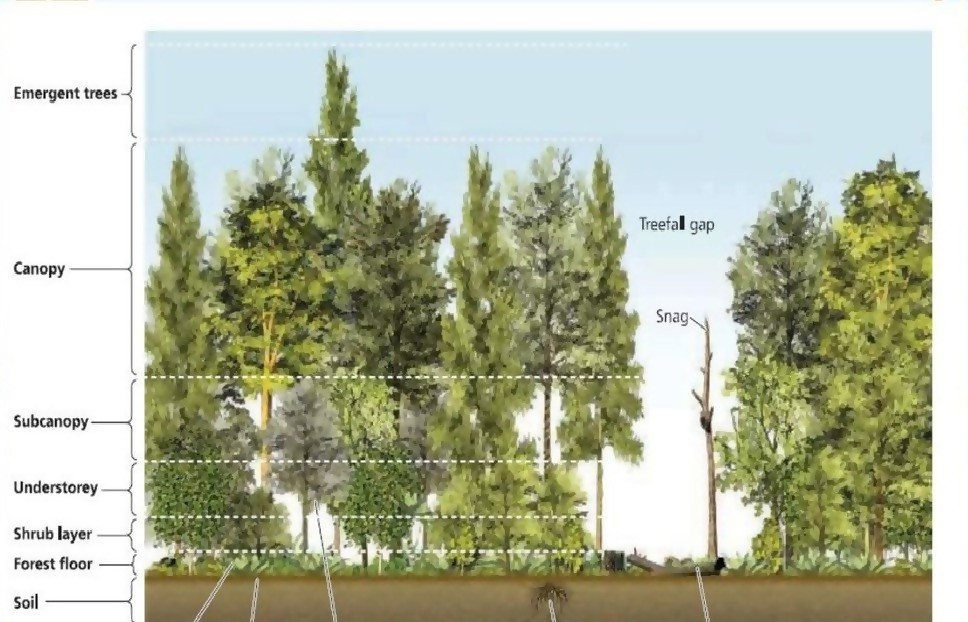 Emergent trees
Canopy
Treefall gap
Snag
Subcanopy
Understorey
Shrub layer
Forest floor
Soil